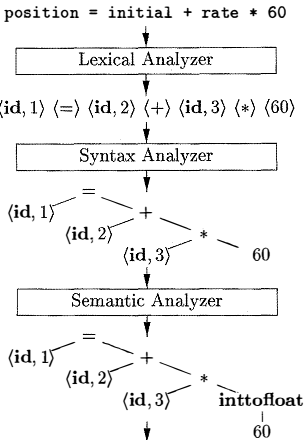 position = initial + rate * 60
Lexical Analyzer
⟨id, 1⟩ ⟨=⟩ ⟨id, 2⟩ ⟨+⟩ ⟨id, 3⟩ ⟨*⟩ ⟨60⟩
Syntax Analyzer
=
⟨id, 1⟩ +
⟨id, 2⟩ *
⟨id, 3⟩ 60
Semantic Analyzer
=
⟨id, 1⟩ +
⟨id, 2⟩ *
⟨id, 3⟩ inttofloat
60